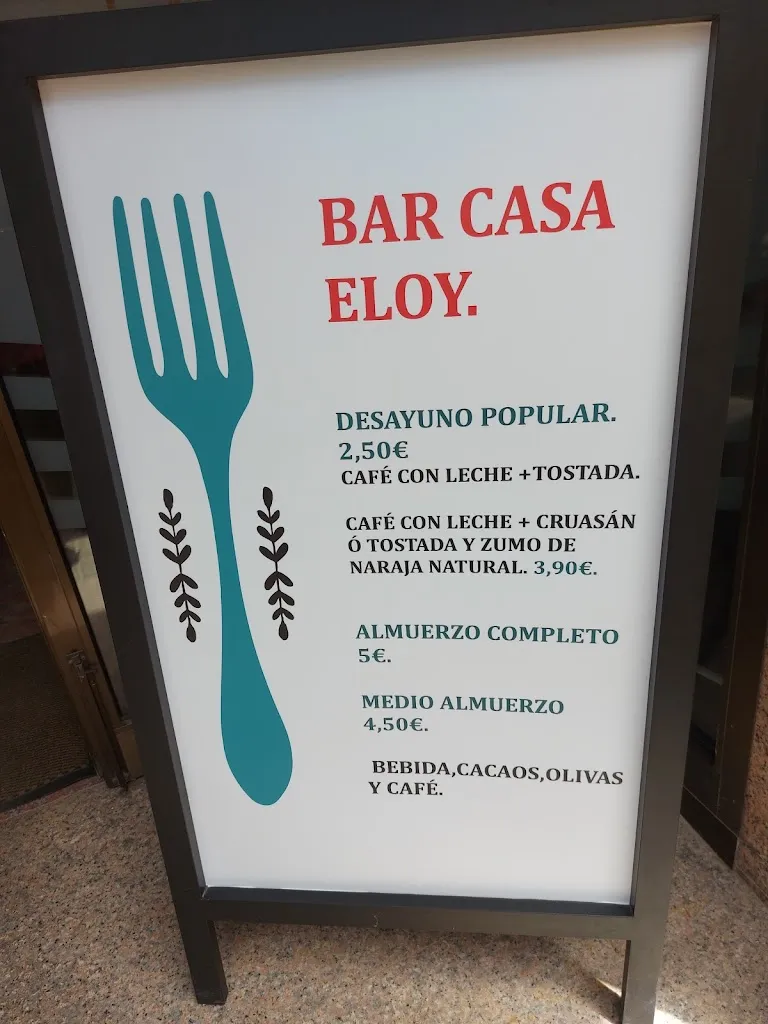 BAR CASA
ELOY.
DESAYUNO POPULAR.
2,50€
CAFÉ CON LECHE +TOSTADA.
CAFÉ CON LECHE + CRUASÁN
Ó TOSTADA Y ZUMO DE
NARAJA NATURAL. 3,90€.
ALMUERZO COMPLETO
5€.
MEDIO ALMUERZO
4,50€.
BEBIDA,CACAOS,OLIVAS
Y CAFÉ.